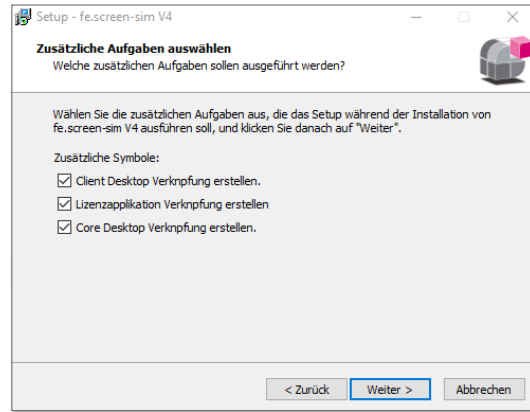 Setup - fe.screen-sim V4
Zusätzliche Aufgaben auswählen
Welche zusätzlichen Aufgaben sollen ausgeführt werden?
Wählen Sie die zusätzlichen Aufgaben aus, die das Setup während der Installation von
fe.screen-sim V4 ausführen soll, und klicken Sie danach auf "Weiter".
Zusätzliche Symbole:
Client Desktop Verknpfung erstellen.
Lizenzapplikation Verknpfung erstellen
Core Desktop Verknpfung erstellen.
< Zurück Weiter > Abbrechen